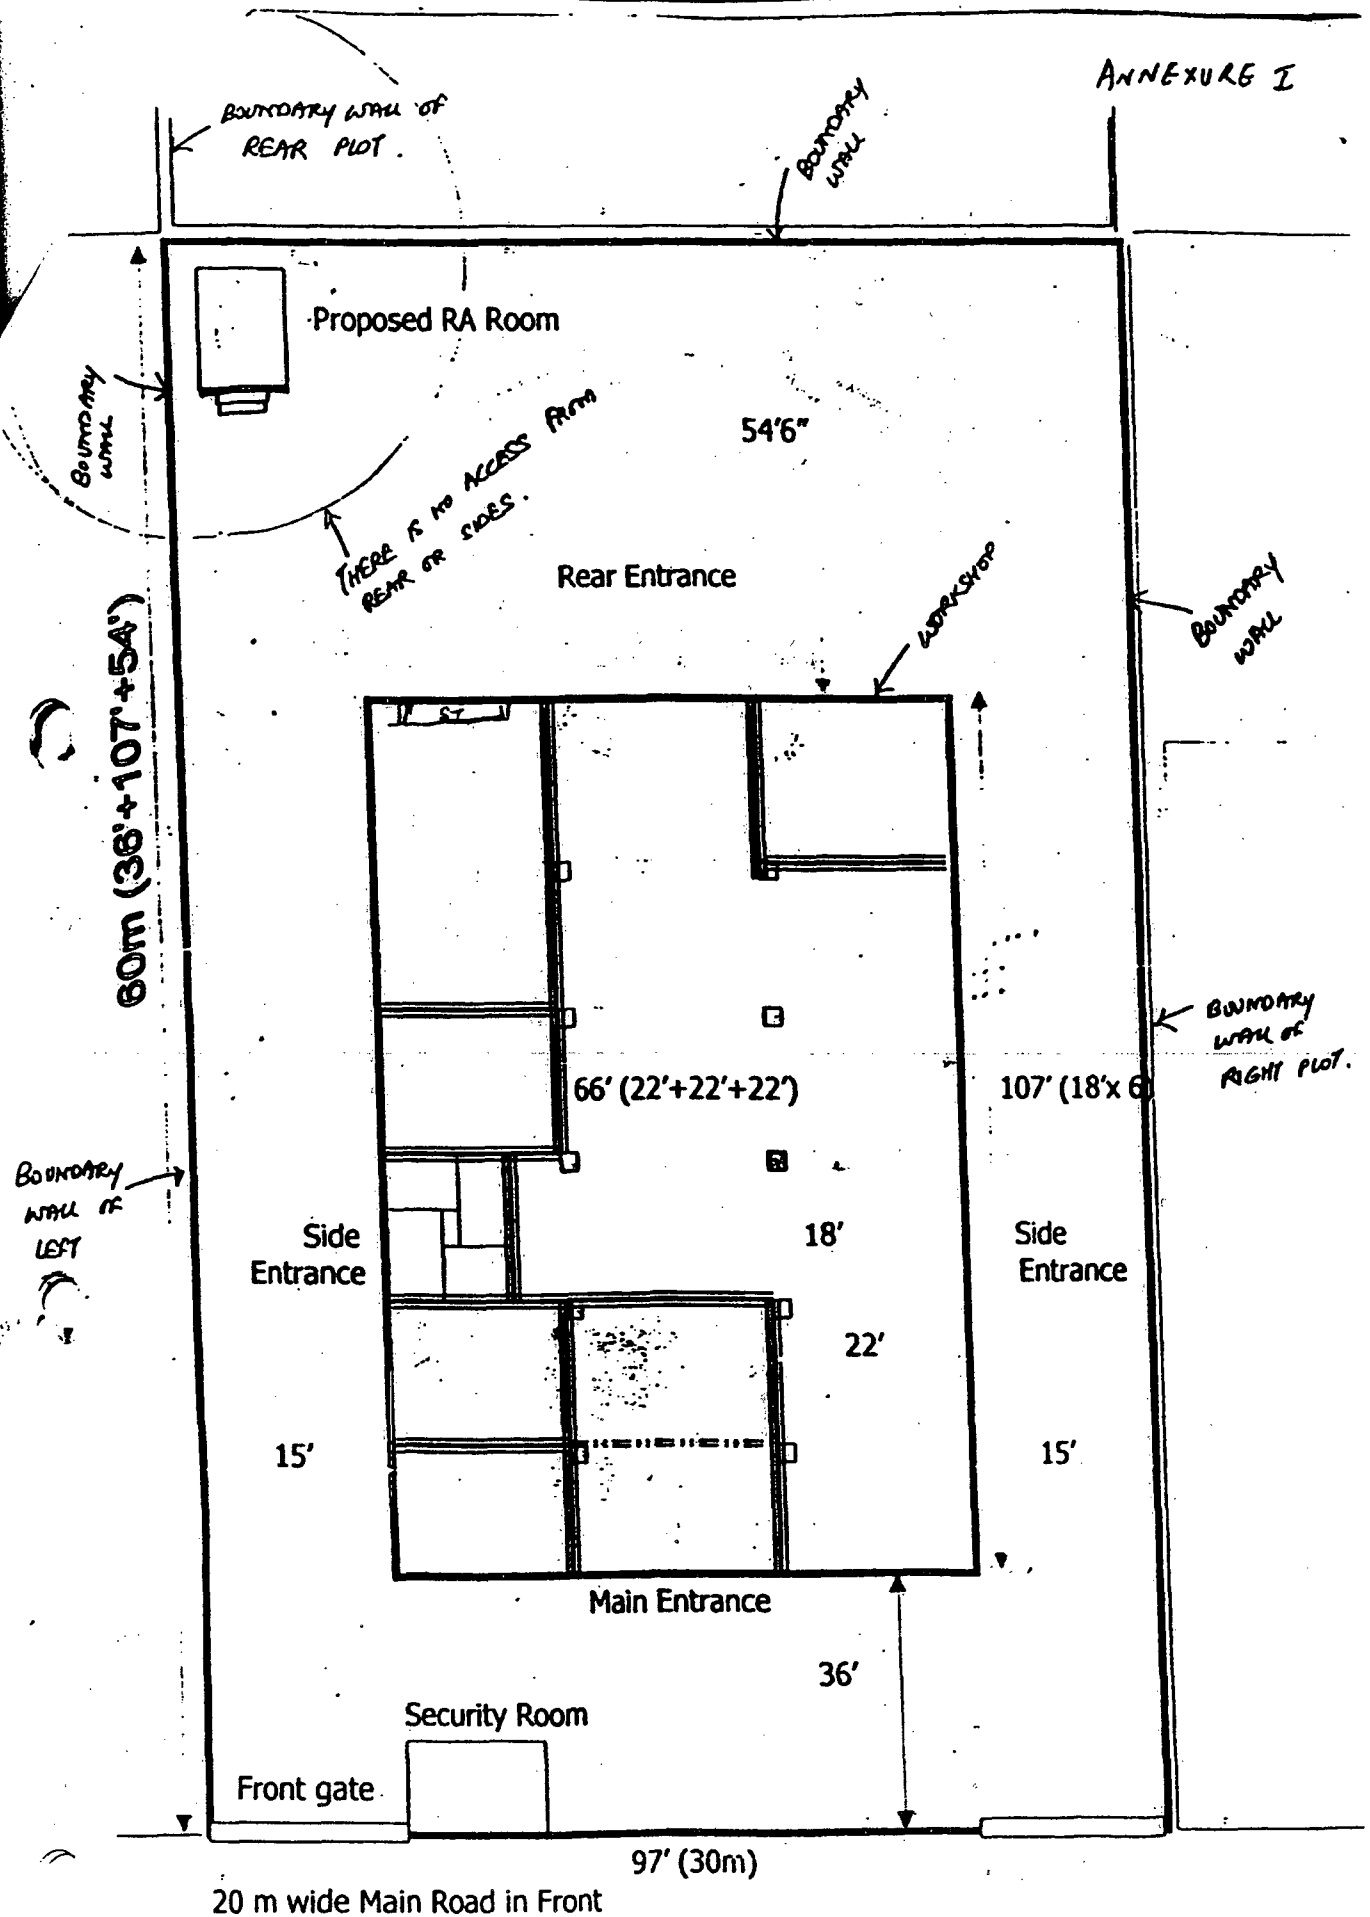 ANNEXURE I
BOUNDARY WALL OF
REAR PLOT.
BOUNDARY
WALL
Proposed RA Room
BOUNDARY
WALL
54'6"
THERE IS NO ACCESS FROM
REAR OR SIDES.
Rear Entrance
WORKSHOP
BOUNDARY
WALL
60m (36'+107'+54')
ST
BOUNDARY
WALL OF
RIGHT PLOT.
66' (22'+22'+22')
107' (18'x 6)
BOUNDARY
WALL OF
LEFT
Side
Entrance
18'
Side
Entrance
22'
15'
15'
Main Entrance
36'
Security Room
Front gate
97' (30m)
20 m wide Main Road in Front